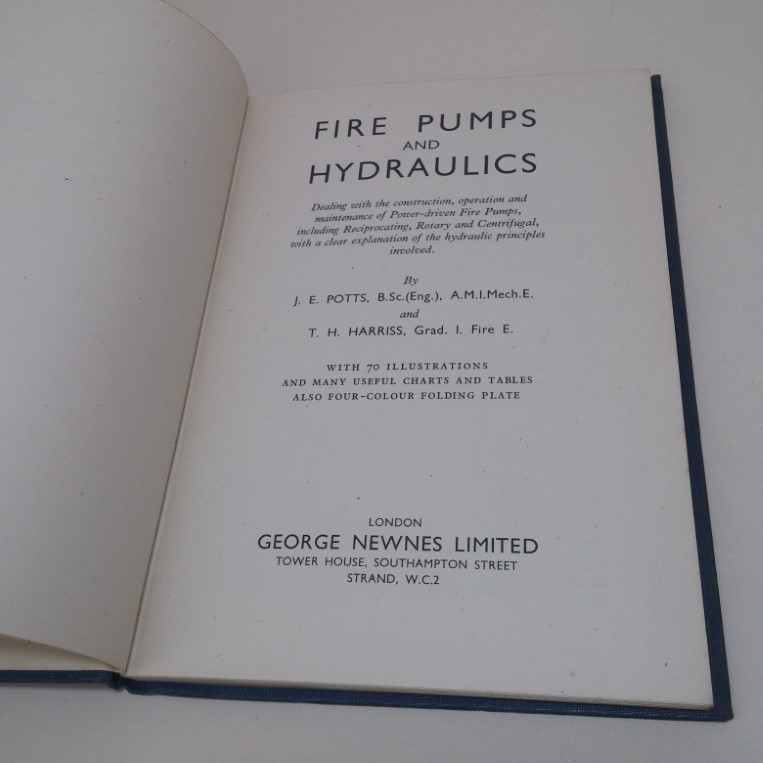 FIRE PUMPS
AND
HYDRAULICS
Dealing with the construction, operation and
maintenance of Power-driven Fire Pumps,
including Reciprocating, Rotary and Centrifugal,
with a clear explanation of the hydraulic principles
involved.
By
J. E. POTTS, B.Sc.(Eng.), A.M.I.Mech.E.
and
T. H. HARRISS, Grad. I. Fire E.
WITH 70 ILLUSTRATIONS
AND MANY USEFUL CHARTS AND TABLES
ALSO FOUR-COLOUR FOLDING PLATE
LONDON
GEORGE NEWNES LIMITED
TOWER HOUSE, SOUTHAMPTON STREET
STRAND, W.C.2